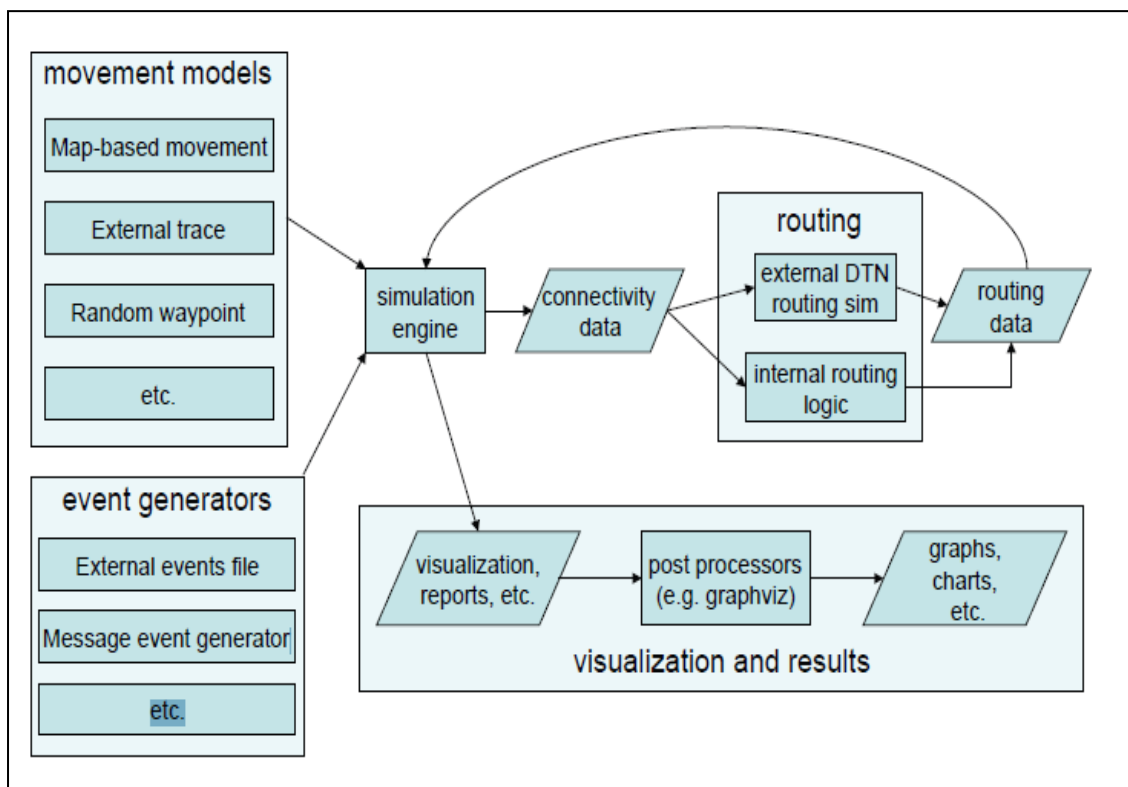 movement models
Map-based movement
External trace
Random waypoint
etc.
event generators
External events file
Message event generator
etc.
simulation
engine
connectivity
data
routing
external DTN
routing sim
internal routing
logic
routing
data
visualization,
reports, etc.
post processors
(e.g. graphviz)
graphs,
charts,
etc.
visualization and results